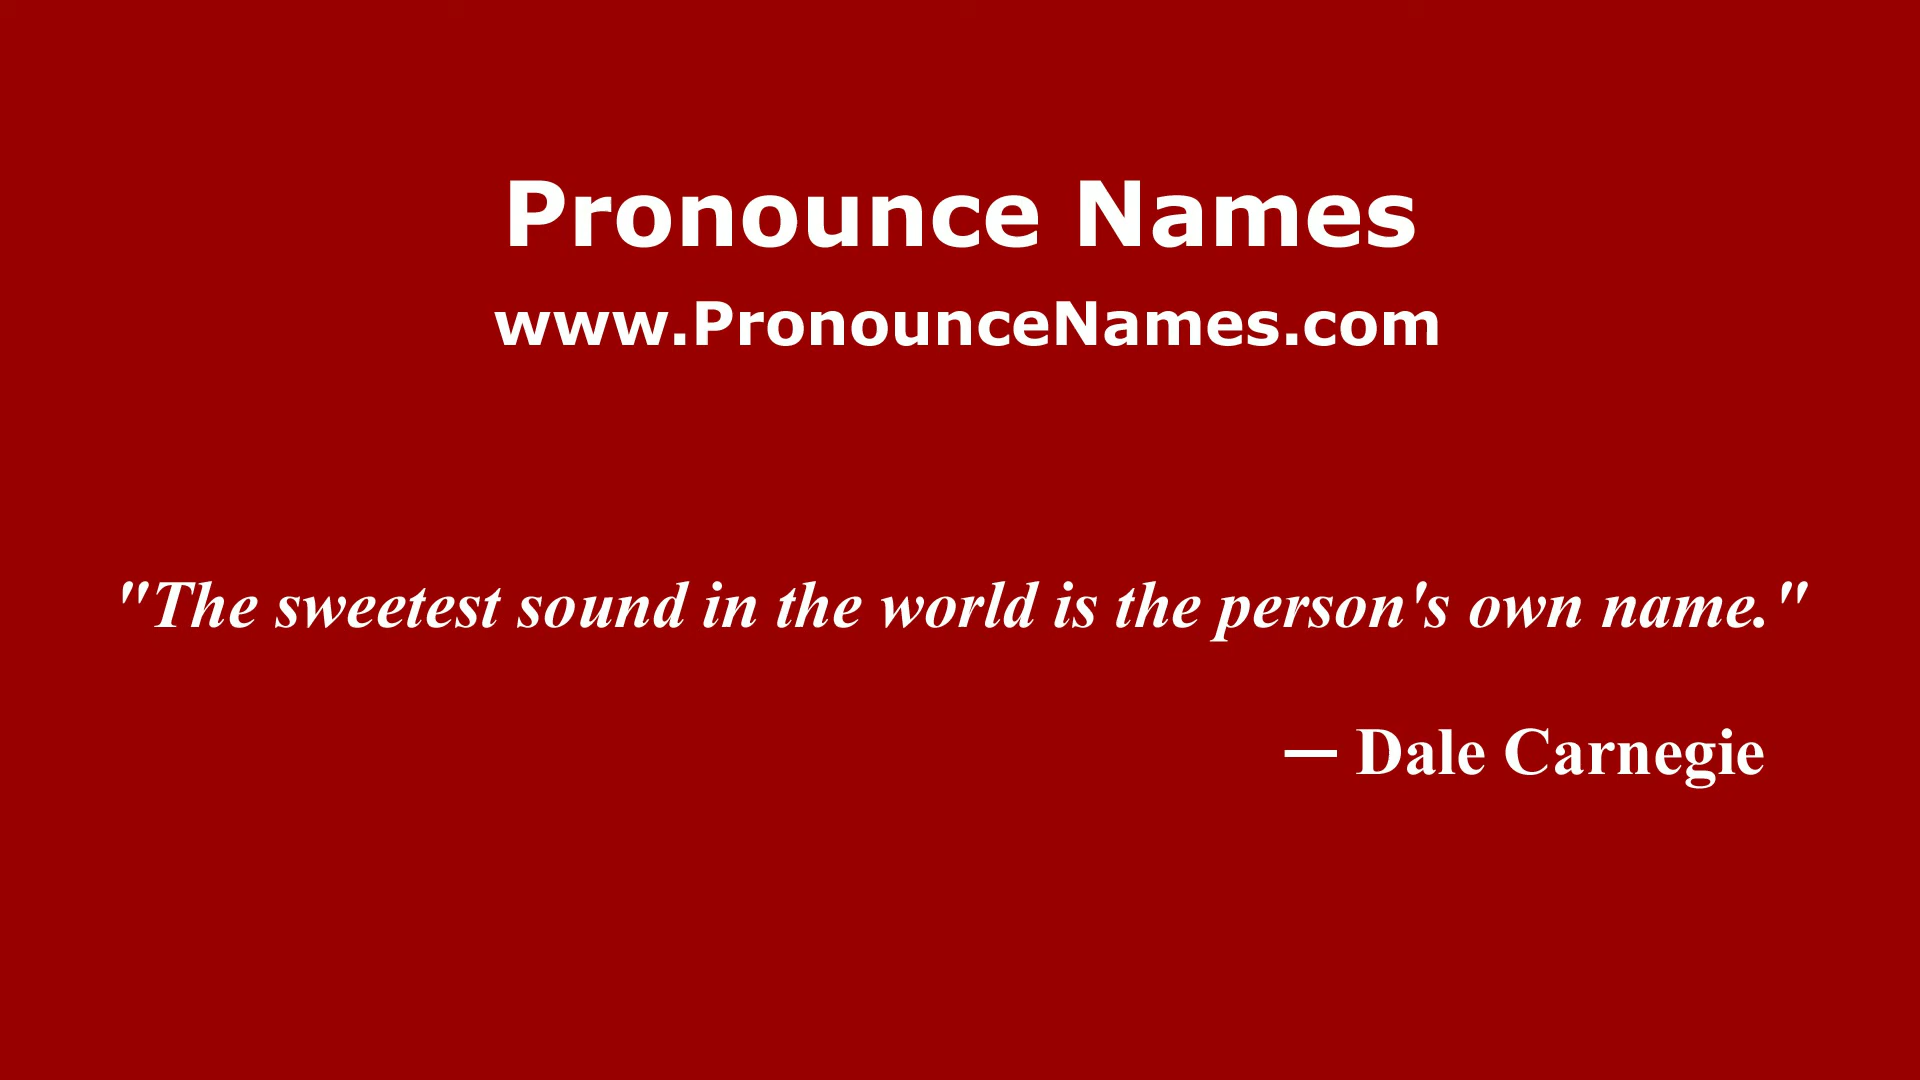 Pronounce Names
www.PronounceNames.com
"The sweetest sound in the world is the person's own name."
— Dale Carnegie